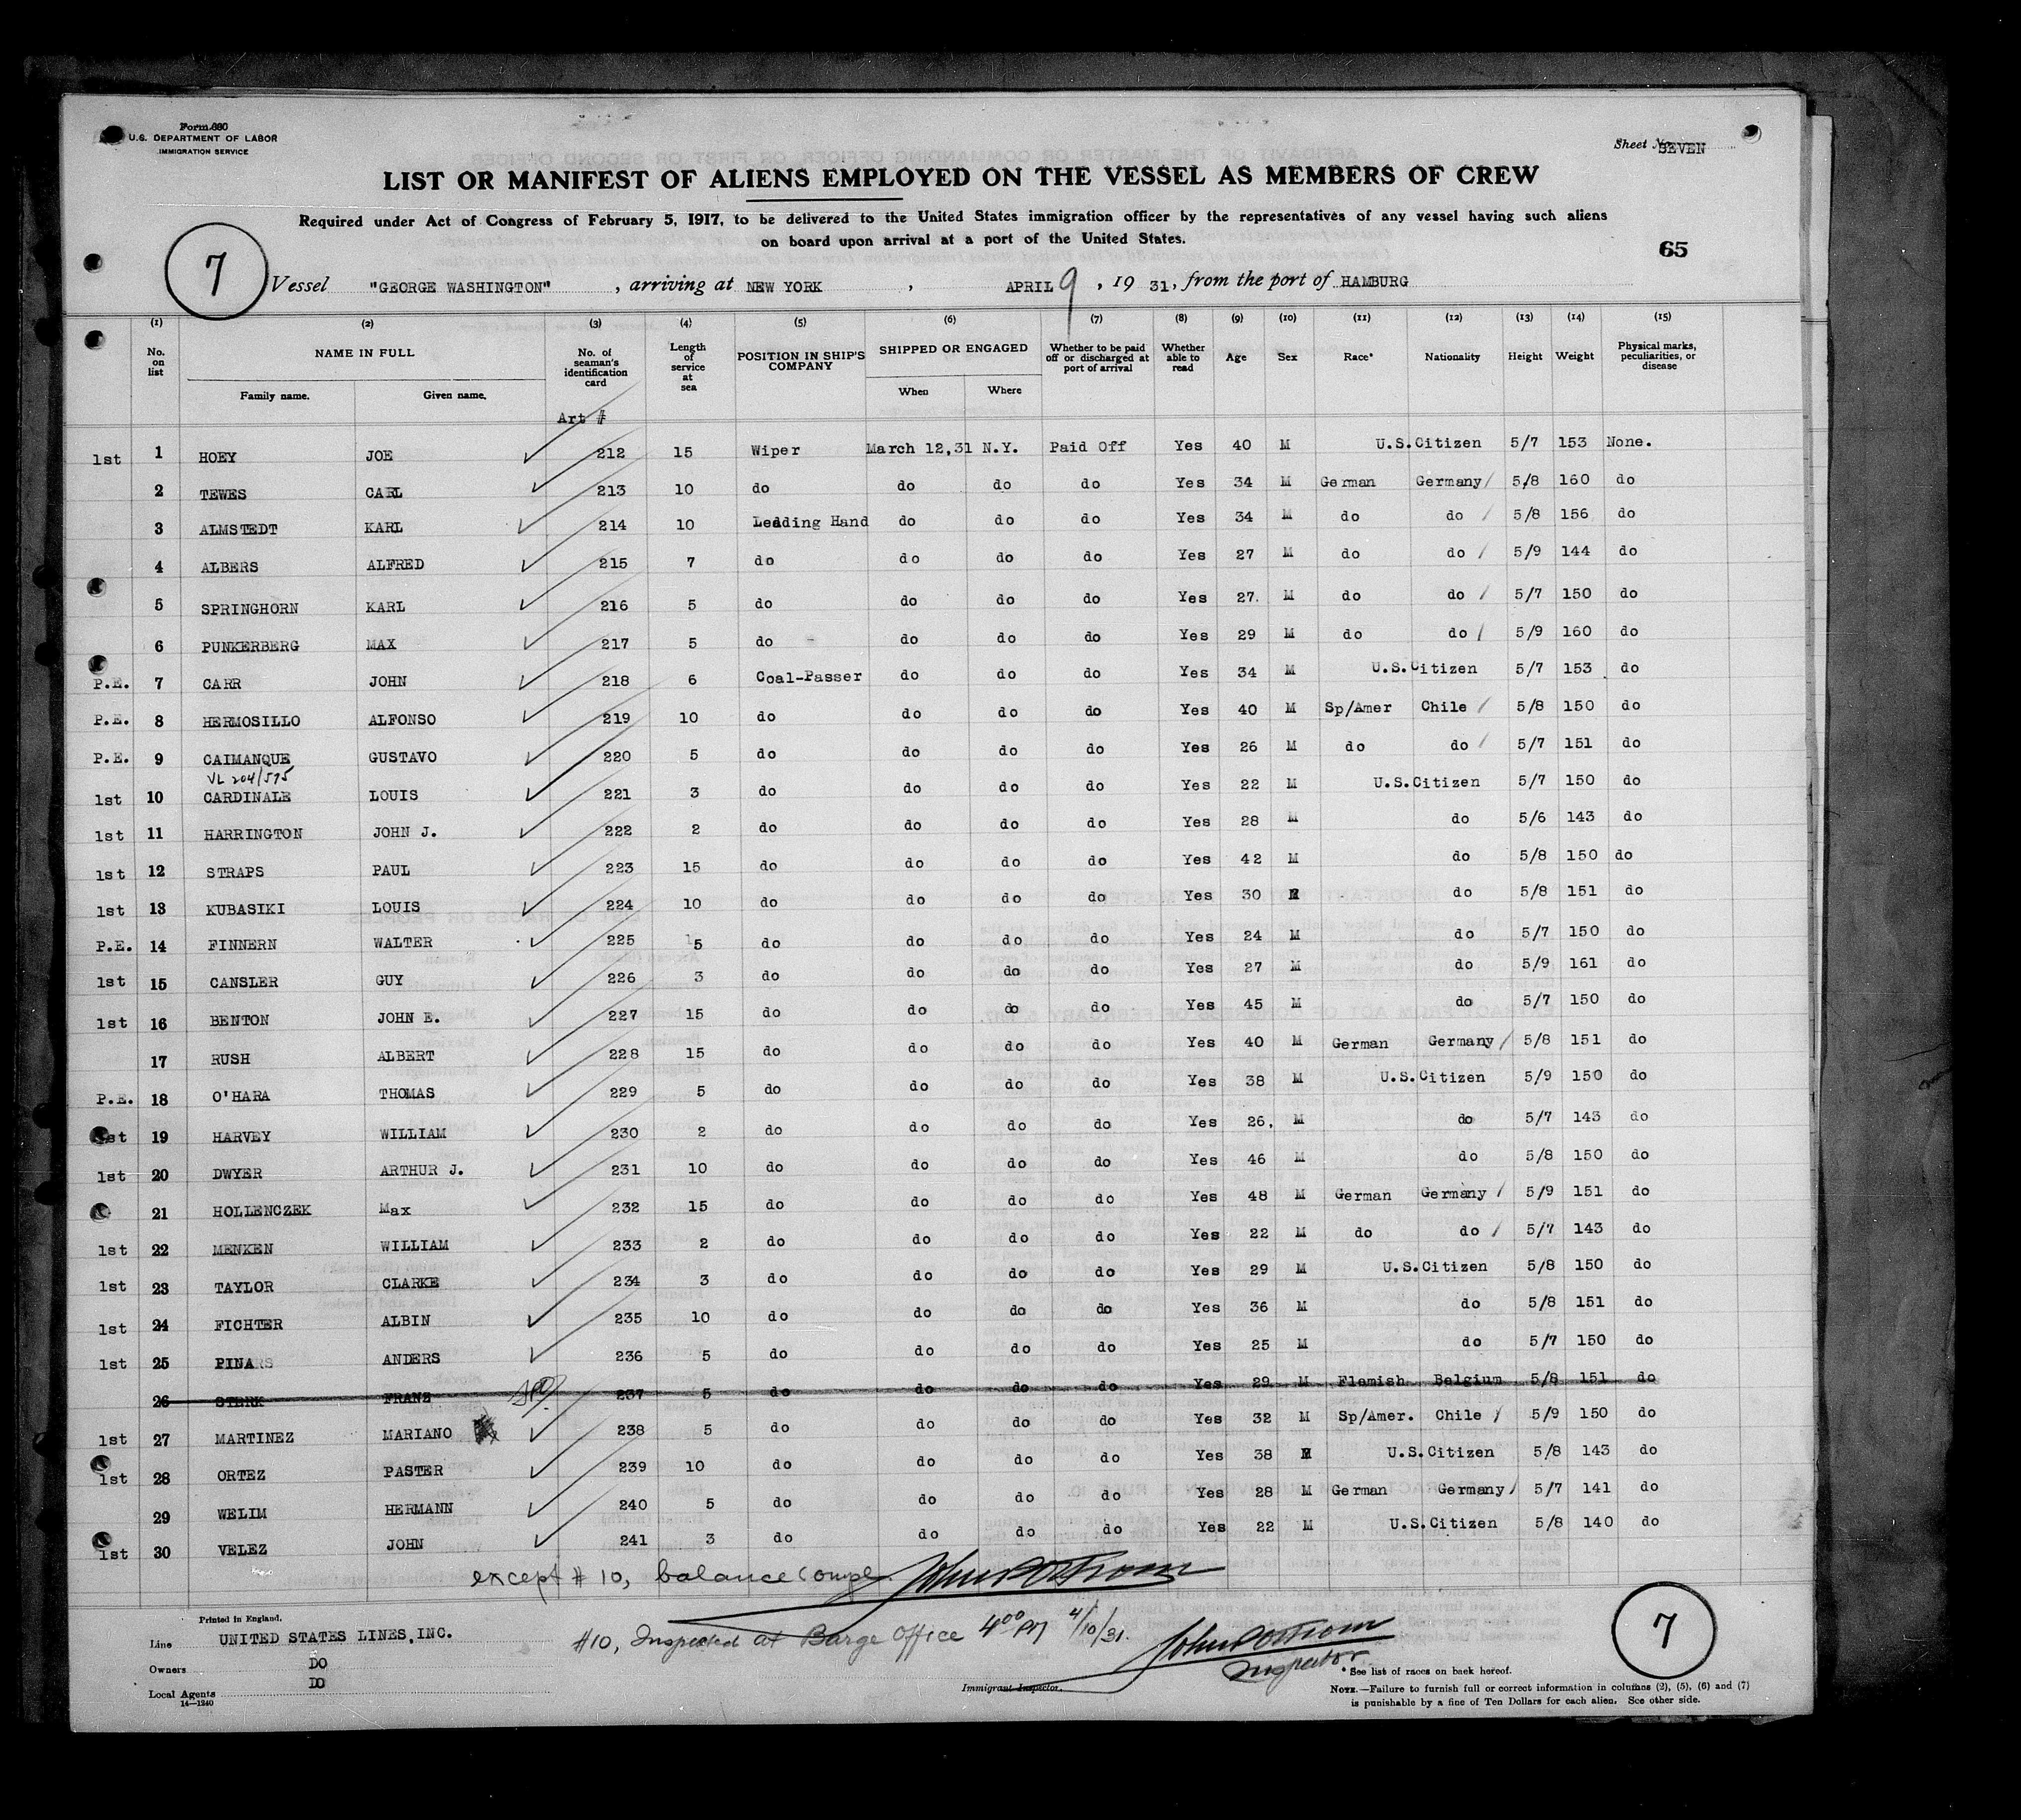 Form 680
U.S. DEPARTMENT OF LABOR
IMMIGRATION SERVICE
Sheet No. SEVEN
LIST OR MANIFEST OF ALIENS EMPLOYED ON THE VESSEL AS MEMBERS OF CREW
Required under Act of Congress of February 5, 1917, to be delivered to the United States immigration officer by the representatives of any vessel having such aliens
on board upon arrival at a port of the United States.
65
7
Vessel "GEORGE WASHINGTON", arriving at NEW YORK, APRIL 9, 19 31, from the port of HAMBURG
(1) (2) (3) (4) (5) (6) (7) (8) (9) (10) (11) (12) (13) (14) (15)
No. on list NAME IN FULL Family name. Given name. No. of seaman's identification card Length of service at sea POSITION IN SHIP'S COMPANY SHIPPED OR ENGAGED When Where Whether to be paid off or discharged at port of arrival Whether able to read Age Sex Race* Nationality Height Weight Physical marks, peculiarities, or disease
Art #
1st 1 HOEY JOE 212 15 Wiper March 12,31 N.Y. Paid Off Yes 40 M U.S.Citizen 5/7 153 None.
2 TEWES CARL 213 10 do do do do Yes 34 M German Germany 5/8 160 do
3 ALMSTEDT KARL 214 10 Leading Hand do do do Yes 34 M do do 5/8 156 do
4 ALBERS ALFRED 215 7 do do do do Yes 27 M do do 5/9 144 do
5 SPRINGHORN KARL 216 5 do do do do Yes 27. M do do 5/7 150 do
6 PUNKERBERG MAX 217 5 do do do do Yes 29 M do do 5/9 160 do
P.E. 7 CARR JOHN 218 6 Coal-Passer do do do Yes 34 M U.S.Citizen 5/7 153 do
P.E. 8 HERMOSILLO ALFONSO 219 10 do do do do Yes 40 M Sp/Amer Chile 5/8 150 do
P.E. 9 CAIMANQUE GUSTAVO 220 5 do do do do Yes 26 M do do 5/7 151 do
VL 204/575
1st 10 CARDINALE LOUIS 221 3 do do do do Yes 22 M U.S.Citizen 5/7 150 do
1st 11 HARRINGTON JOHN J. 222 2 do do do do Yes 28 M do 5/6 143 do
1st 12 STRAPS PAUL 223 15 do do do do Yes 42 M do 5/8 150 do
1st 13 KUBASIKI LOUIS 224 10 do do do do Yes 30 M do 5/8 151 do
P.E. 14 FINNERN WALTER 225 5 do do do do Yes 24 M do 5/7 150 do
1st 15 CANSLER GUY 226 3 do do do do Yes 27 M do 5/9 161 do
1st 16 BENTON JOHN E. 227 15 do do do do Yes 45 M do 5/7 150 do
17 RUSH ALBERT 228 15 do do do do Yes 40 M German Germany 5/8 151 do
P.E. 18 O'HARA THOMAS 229 5 do do do do Yes 38 M U.S.Citizen 5/9 150 do
1st 19 HARVEY WILLIAM 230 2 do do do do Yes 26. M do 5/7 143 do
1st 20 DWYER ARTHUR J. 231 10 do do do do Yes 46 M do 5/8 150 do
21 HOLLENCZEK Max 232 15 do do do do Yes 48 M German Germany 5/9 151 do
1st 22 MENKEN WILLIAM 233 2 do do do do Yes 22 M do do 5/7 143 do
1st 23 TAYLOR CLARKE 234 3 do do do do Yes 29 M U.S.Citizen 5/8 150 do
1st 24 FICHTER ALBIN 235 10 do do do do Yes 36 M do 5/8 151 do
1st 25 PINARS ANDERS 236 5 do do do do Yes 25 M do 5/7 150 do
26 STERK FRANZ 237 5 do do do do Yes 29 M Flemish Belgium 5/8 151 do
1st 27 MARTINEZ MARIANO 238 5 do do do do Yes 32 M Sp/Amer. Chile 5/9 150 do
1st 28 ORTEZ PASTER 239 10 do do do do Yes 38 M U.S.Citizen 5/8 143 do
29 WELIM HERMANN 240 5 do do do do Yes 28 M German Germany 5/7 141 do
1st 30 VELEZ JOHN 241 3 do do do do Yes 22 M U.S.Citizen 5/8 140 do
except # 10, balance compl.
#10, Inspected at Barge Office 4 00 PM 4/10/31.
Inspector
7
Printed in England.
Line UNITED STATES LINES, INC.
Owners DO
Local Agents DO
14—1240
Immigrant Inspector.
*See list of races on back hereof.
NOTE.—Failure to furnish full or correct information in columns (2), (5), (6) and (7)
is punishable by a fine of Ten Dollars for each alien. See other side.